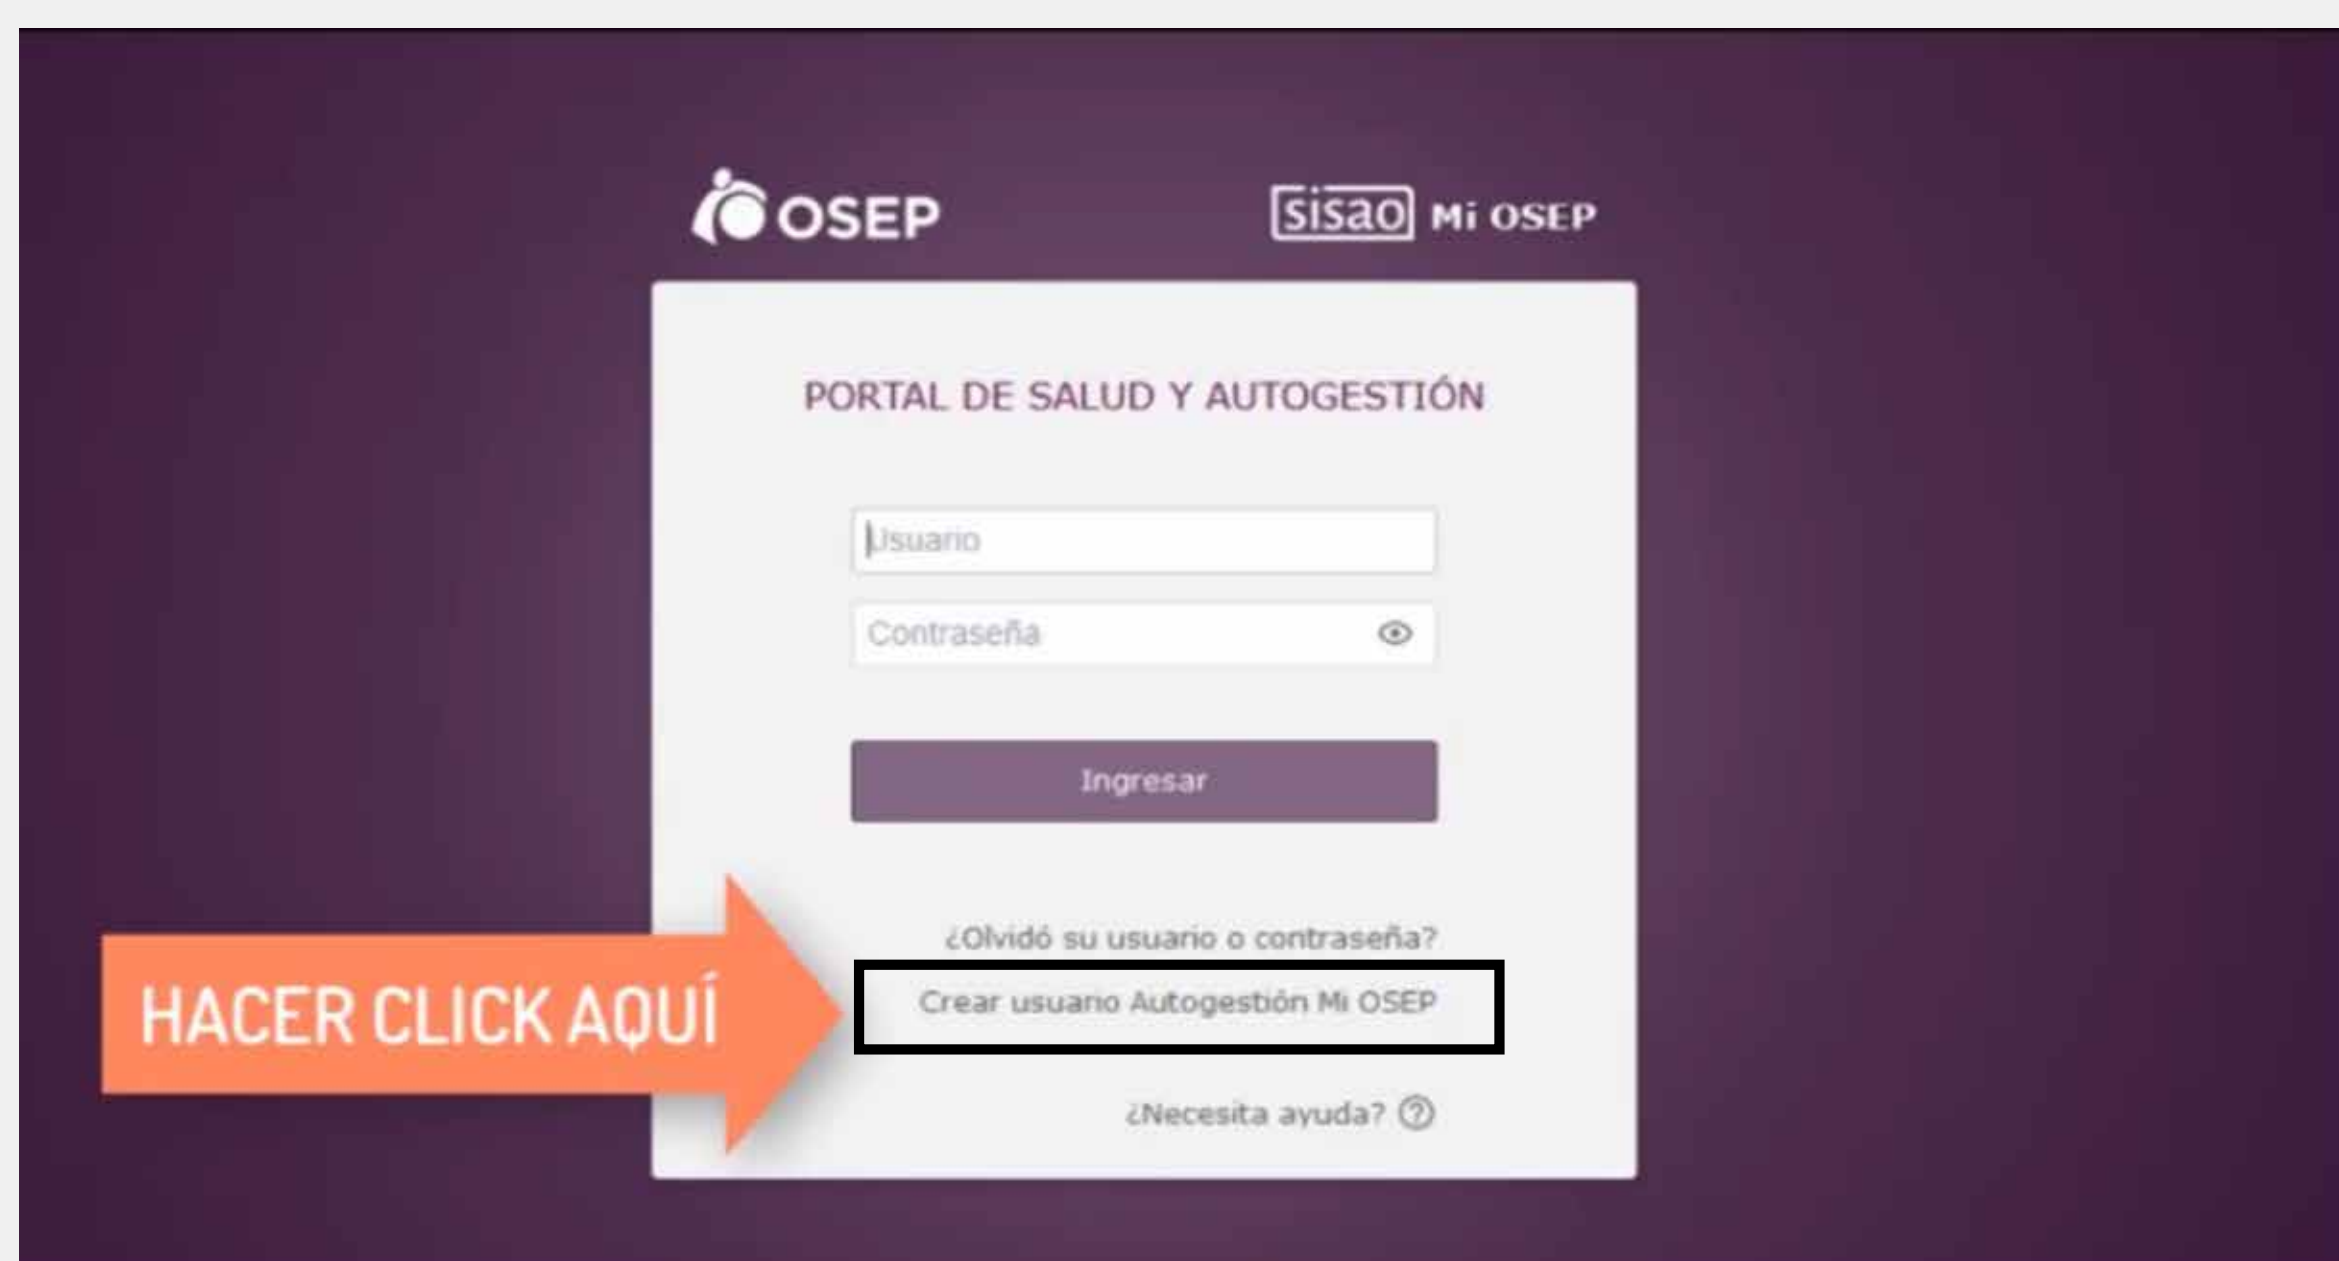 OSEP
sisao Mi OSEP
PORTAL DE SALUD Y AUTOGESTIÓN
Usuario
Contraseña
Ingresar
¿Olvidó su usuario o contraseña?
HACER CLICK AQUÍ
Crear usuario Autogestión Mi OSEP
¿Necesita ayuda? ?